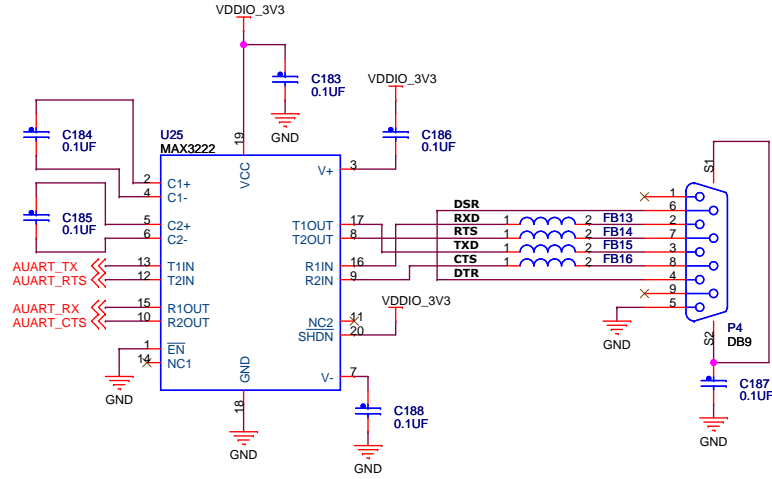 VDDIO_3V3
C183
0.1UF
GND
VDDIO_3V3
C184
0.1UF
U25
MAX3222
19
VCC
C186
0.1UF
2
C1+
4
C1-
V+
3
S1
C185
0.1UF
5
C2+
6
C2-
T1OUT
17
T2OUT
8
DSR
RXD
1
2
FB13
RTS
1
2
FB14
TXD
1
2
FB15
CTS
1
2
FB16
DTR
1
6
2
7
3
8
4
9
5
AUART_TX
13
T1IN
AUART_RTS
12
T2IN
R1IN
16
R2IN
9
AUART_RX
15
R1OUT
AUART_CTS
10
R2OUT
VDDIO_3V3
NC2
11
SHDN
20
1
EN
14
NC1
GND
GND
18
V-
7
GND
GND
C188
0.1UF
GND
P4
DB9
S2
C187
0.1UF
GND